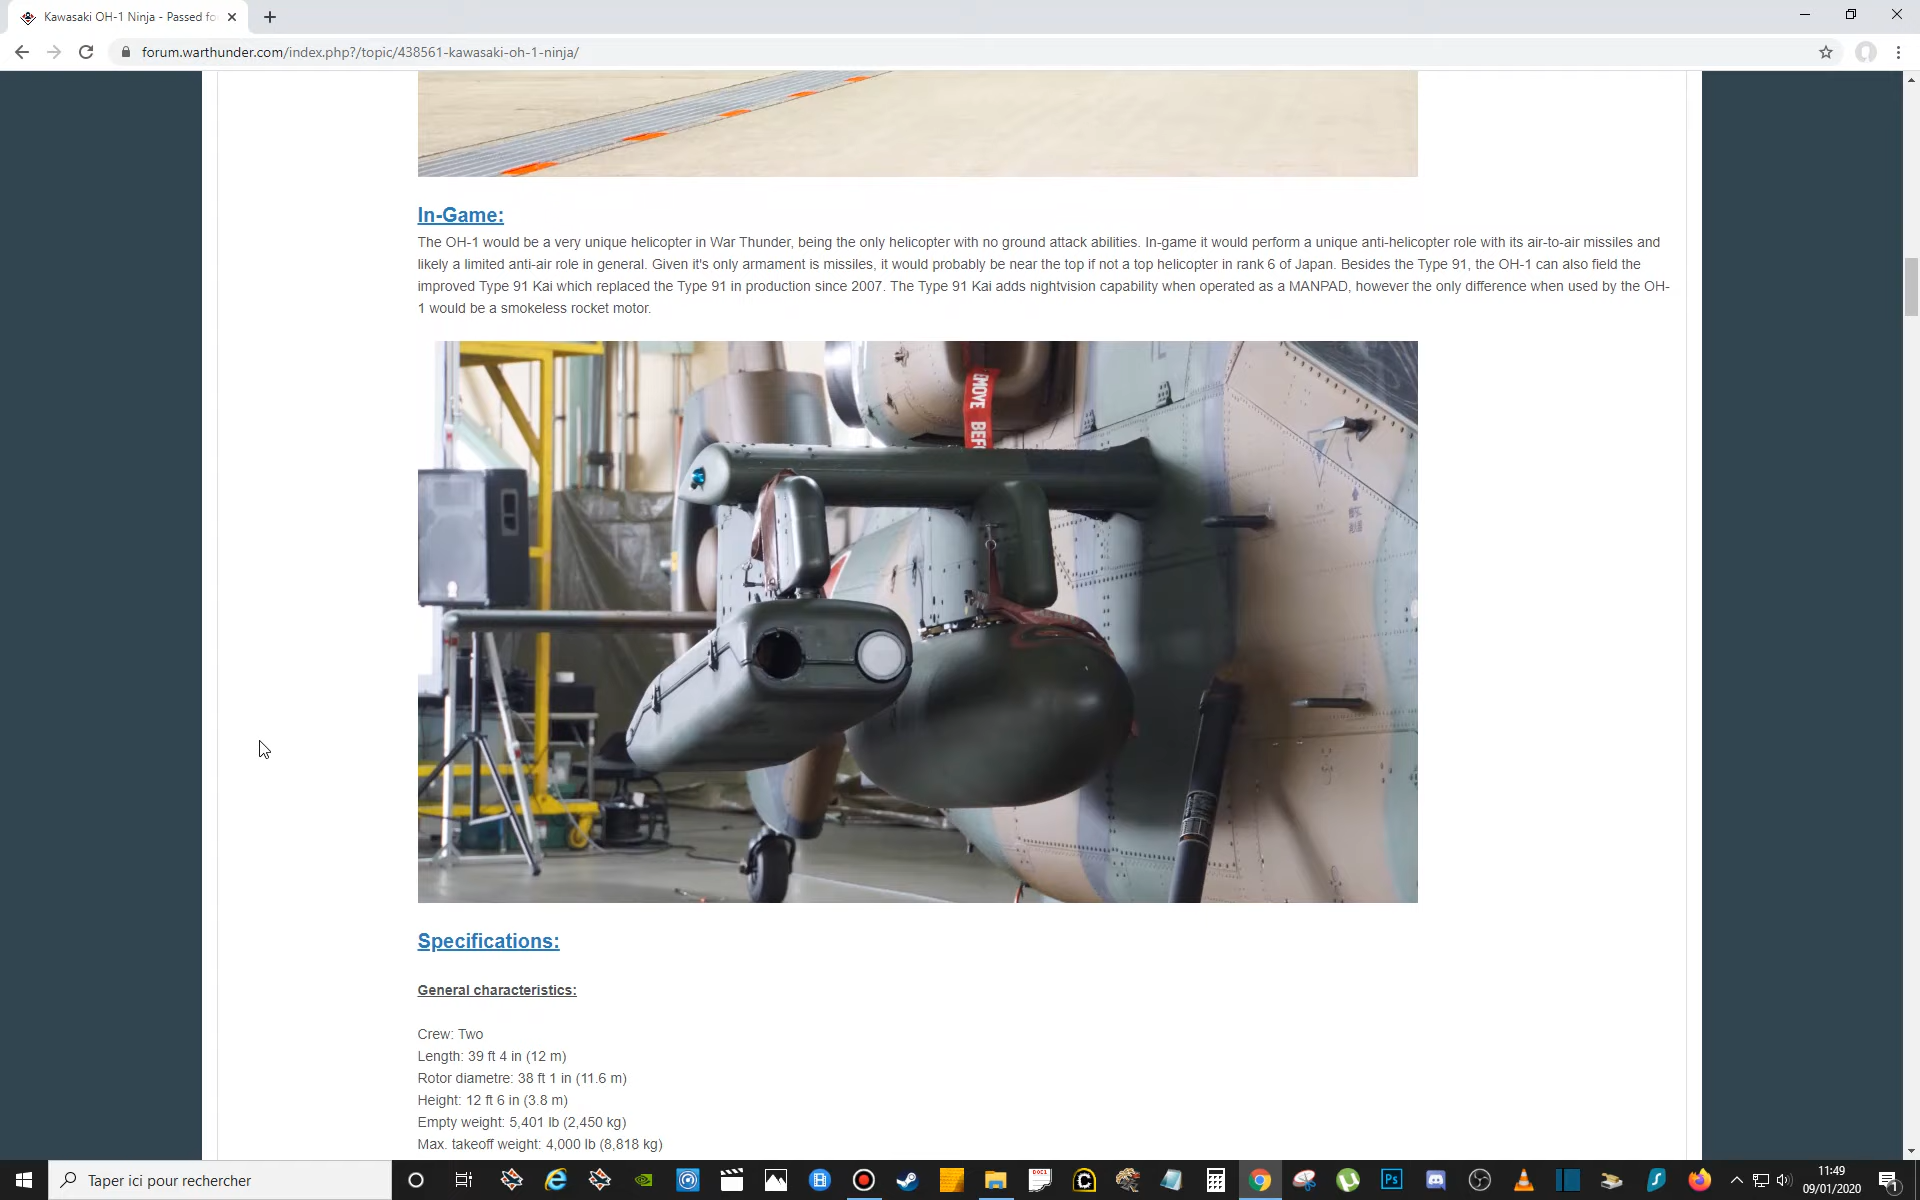 Kawasaki OH-1 Ninja - Passed fo
forum.warthunder.com/index.php?/topic/438561-kawasaki-oh-1-ninja/
In-Game:
The OH-1 would be a very unique helicopter in War Thunder, being the only helicopter with no ground attack abilities. In-game it would perform a unique anti-helicopter role with its air-to-air missiles and
likely a limited anti-air role in general. Given it's only armament is missiles, it would probably be near the top if not a top helicopter in rank 6 of Japan. Besides the Type 91, the OH-1 can also field the
improved Type 91 Kai which replaced the Type 91 in production since 2007. The Type 91 Kai adds nightvision capability when operated as a MANPAD, however the only difference when used by the OH-
1 would be a smokeless rocket motor.
MOVE BEF
Specifications:
General characteristics:
Crew: Two
Length: 39 ft 4 in (12 m)
Rotor diametre: 38 ft 1 in (11.6 m)
Height: 12 ft 6 in (3.8 m)
Empty weight: 5,401 lb (2,450 kg)
Max. takeoff weight: 4,000 lb (8,818 kg)
Taper ici pour rechercher
11:49
09/01/2020
1